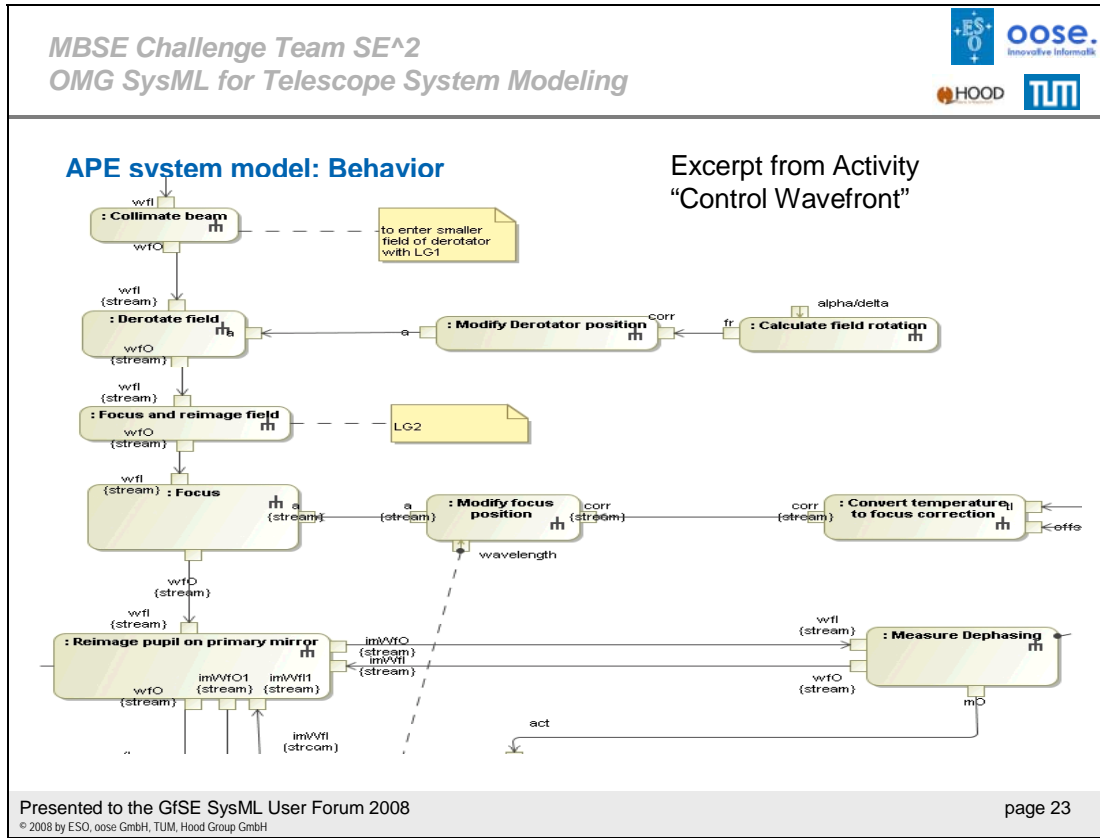 MBSE Challenge Team SE^2
OMG SysML for Telescope System Modeling
+ES+
O
+
oose.
Innovative Informatik
HOOD
TUM
APE system model: Behavior
Excerpt from Activity
“Control Wavefront”
wfI
: Collimate beam
wfO
to enter smaller
field of derotator
with LG1
wfI
{stream}
: Derotate field
a
wfO
{stream}
a
: Modify Derotator position
corr
fr
: Calculate field rotation
alpha/delta
wfI
{stream}
: Focus and reimage field
wfO
{stream}
LG2
wfI
{stream}
: Focus
a
{stream}
wfO
{stream}
a
{stream}
: Modify focus
position
corr
{stream}
wavelength
corr
{stream}
: Convert temperature
to focus correction
tI
offs
wfI
{stream}
: Reimage pupil on primary mirror
imWfO
{stream}
imWfI
{stream}
wfO
{stream}
imWfO1
{stream}
imWfI1
{stream}
imWfI
{stream}
wfI
{stream}
: Measure Dephasing
wfO
{stream}
mO
act
Presented to the GfSE SysML User Forum 2008
page 23
© 2008 by ESO, oose GmbH, TUM, Hood Group GmbH